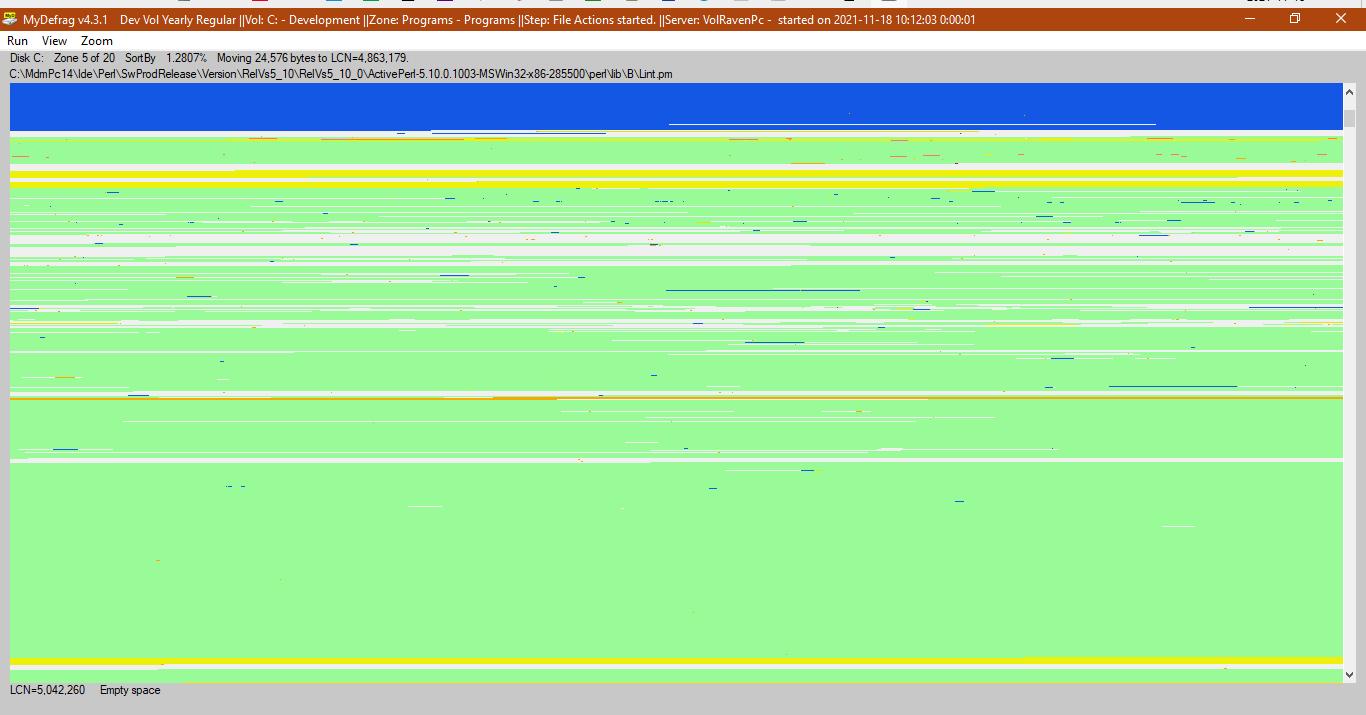 MyDefrag v4.3.1 Dev Vol Yearly Regular ||Vol: C: - Development ||Zone: Programs - Programs ||Step: File Actions started. ||Server: VolRavenPc - started on 2021-11-18 10:12:03 0:00:01
Run View Zoom
Disk C: Zone 5 of 20 SortBy 1.2807% Moving 24,576 bytes to LCN=4,863,179.
C:\MdmPc14\Ide\Perl\SwProdRelease\Version\RelVs5_10\RelVs5_10_0\ActivePerl-5.10.0.1003-MSWin32-x86-285500\perl\lib\B\Lint.pm
LCN=5,042,260 Empty space